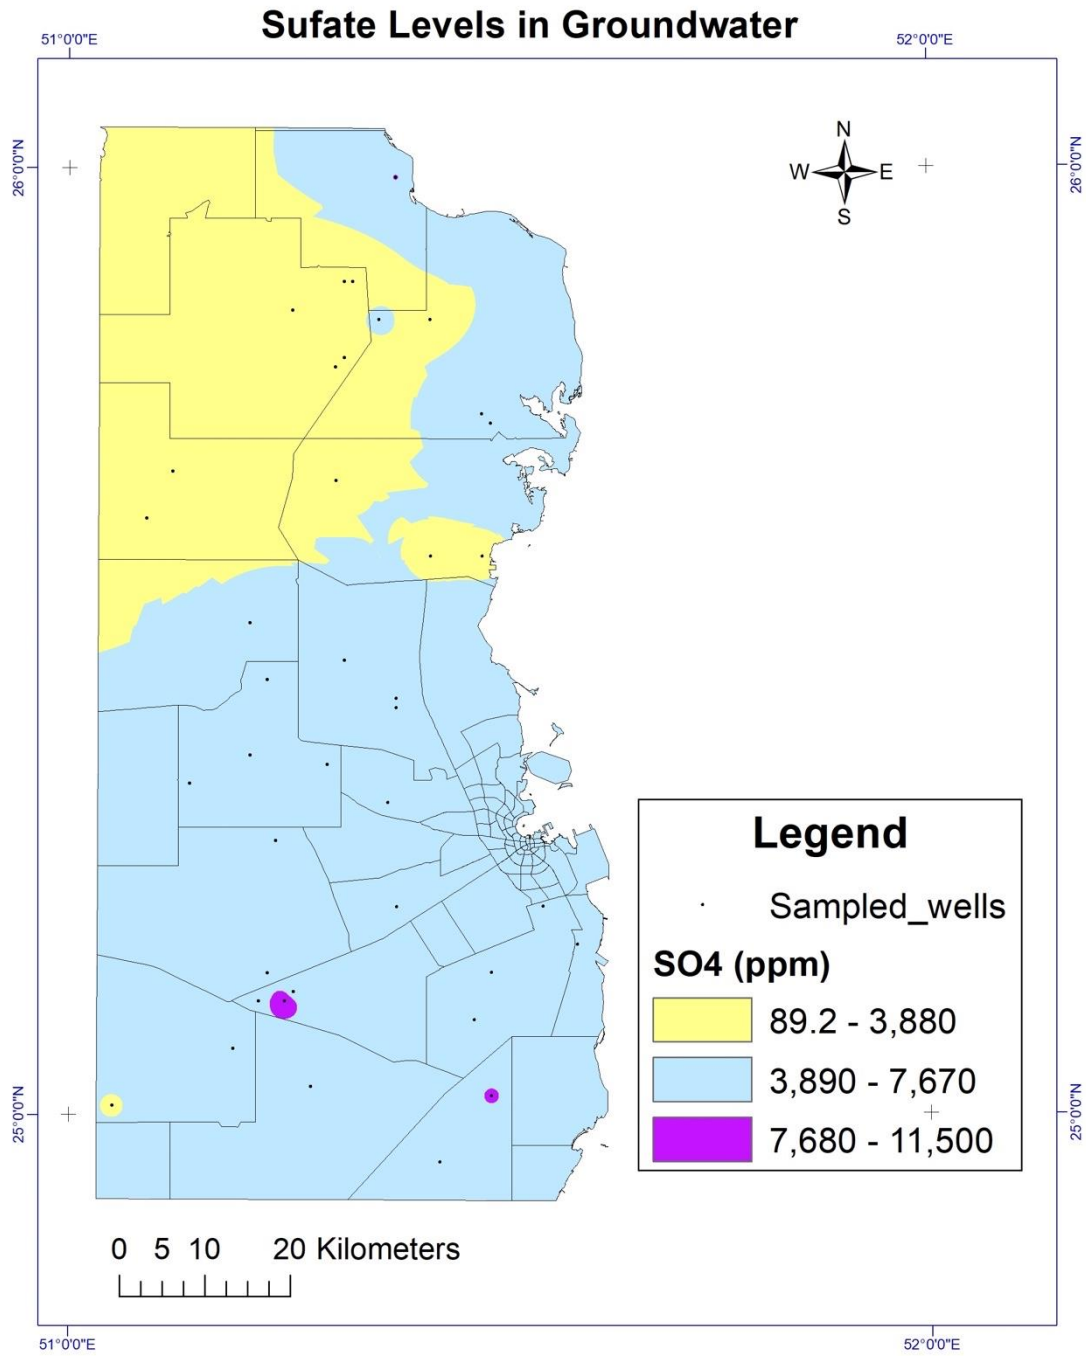 Sufate Levels in Groundwater
51°0'0"E
52°0'0"E
26°0'0"N
26°0'0"N
N
W
E
S
Legend
Sampled_wells
SO4 (ppm)
89.2 - 3,880
3,890 - 7,670
7,680 - 11,500
25°0'0"N
25°0'0"N
0 5 10 20 Kilometers
51°0'0"E
52°0'0"E